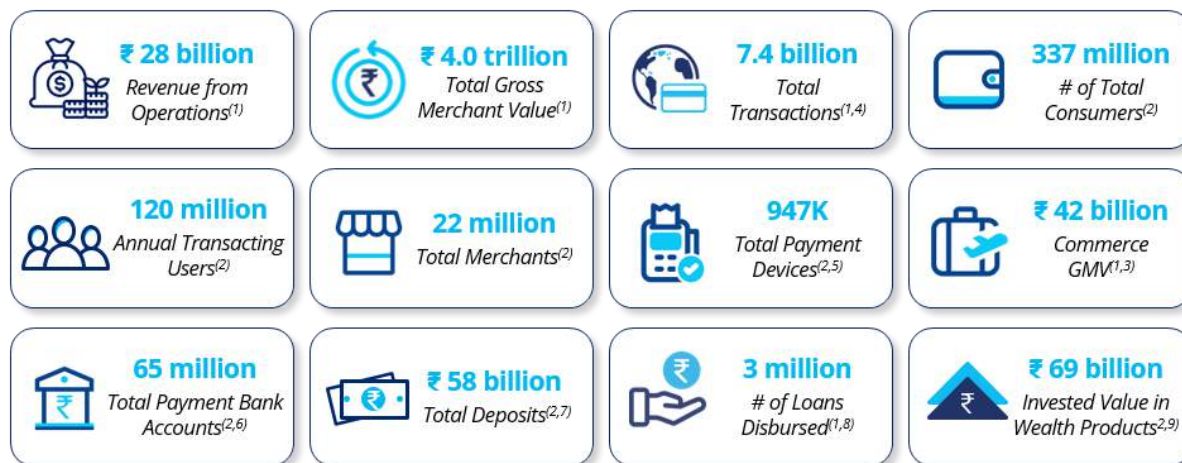 ₹ 28 billion
Revenue from
Operations(1)
₹ 4.0 trillion
Total Gross
Merchant Value(1)
7.4 billion
Total
Transactions(1,4)
337 million
# of Total
Consumers(2)
120 million
Annual Transacting
Users(2)
22 million
Total Merchants(2)
947K
Total Payment
Devices(2,5)
₹ 42 billion
Commerce
GMV(1,3)
65 million
Total Payment Bank
Accounts(2,6)
₹ 58 billion
Total Deposits(2,7)
3 million
# of Loans
Disbursed(1,8)
₹ 69 billion
Invested Value in
Wealth Products2,9)